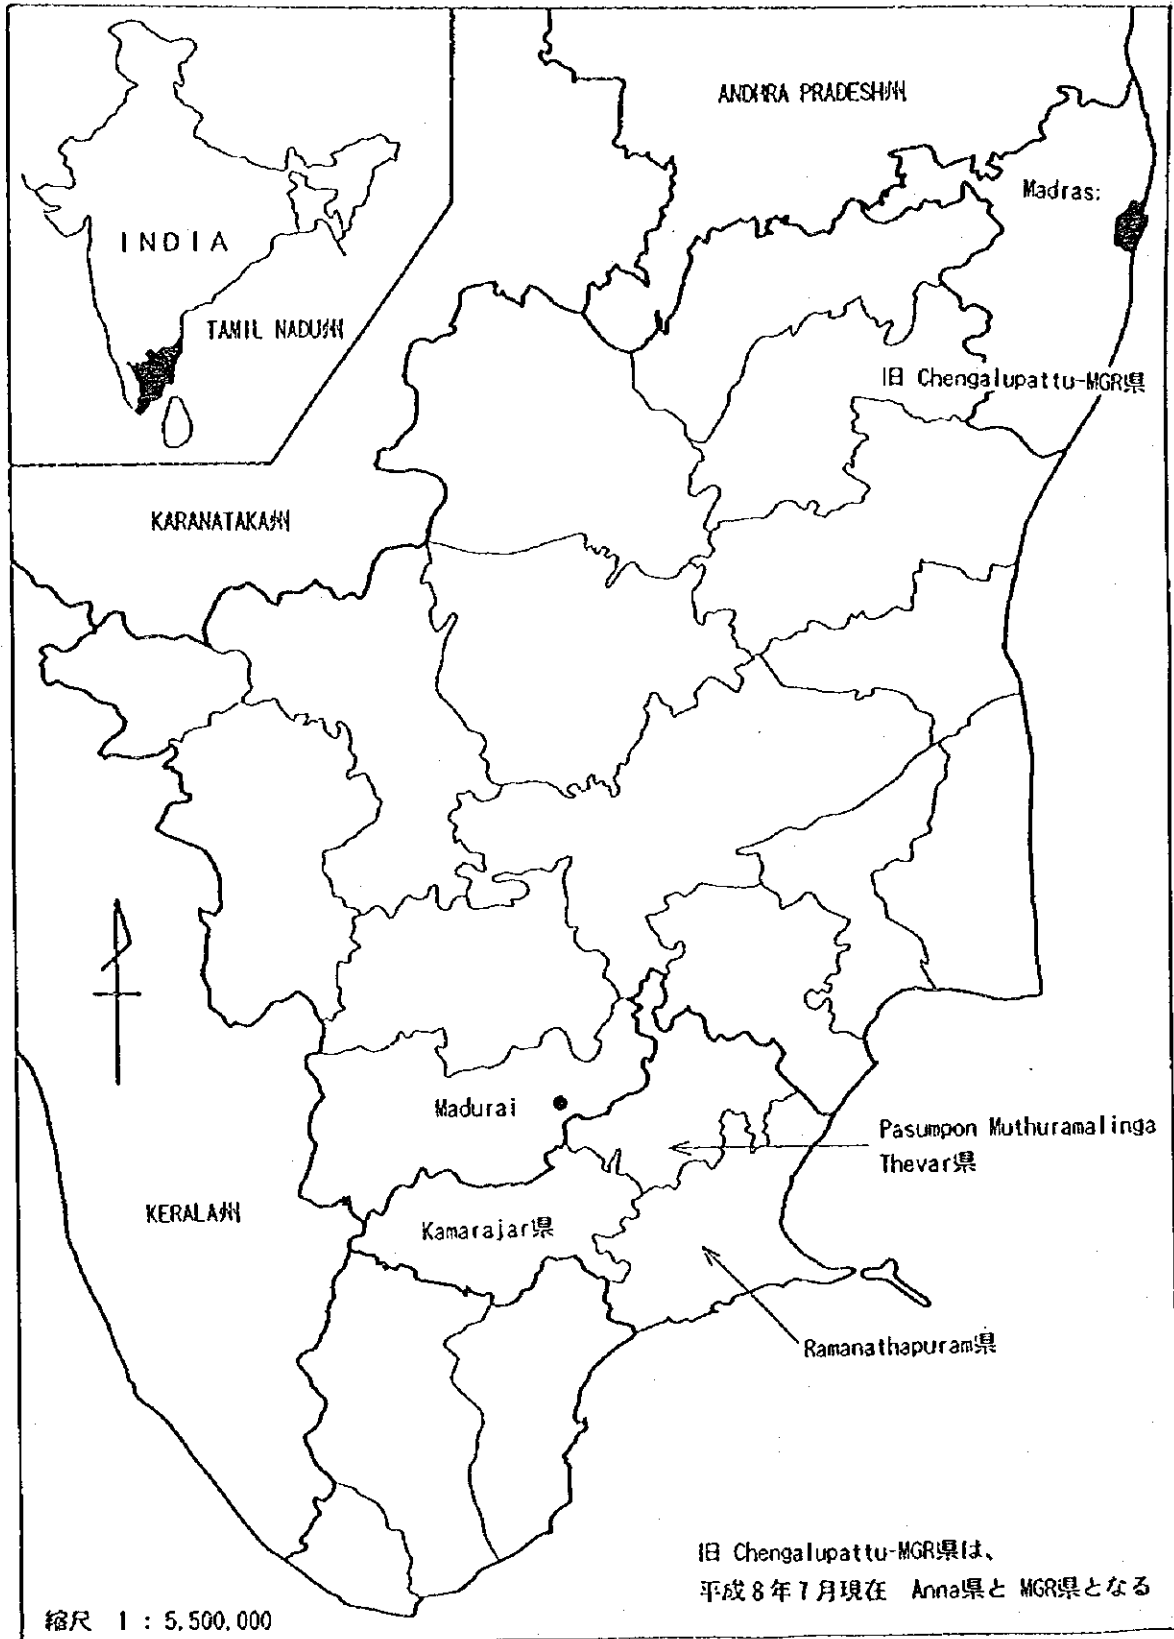 ANDHRA PRADESH州
Madras:
INDIA
TAMIL NADU州
旧 Chengalupattu-MGR県
KARANATAKA州
Madurai
Pasumpon Muthuramalinga
Thevar県
KERALA州
Kamarajar県
Ramanathapuram県
旧 Chengalupattu-MGR県は、
平成8年7月現在 Anna県と MGR県となる
縮尺 1 : 5,500,000